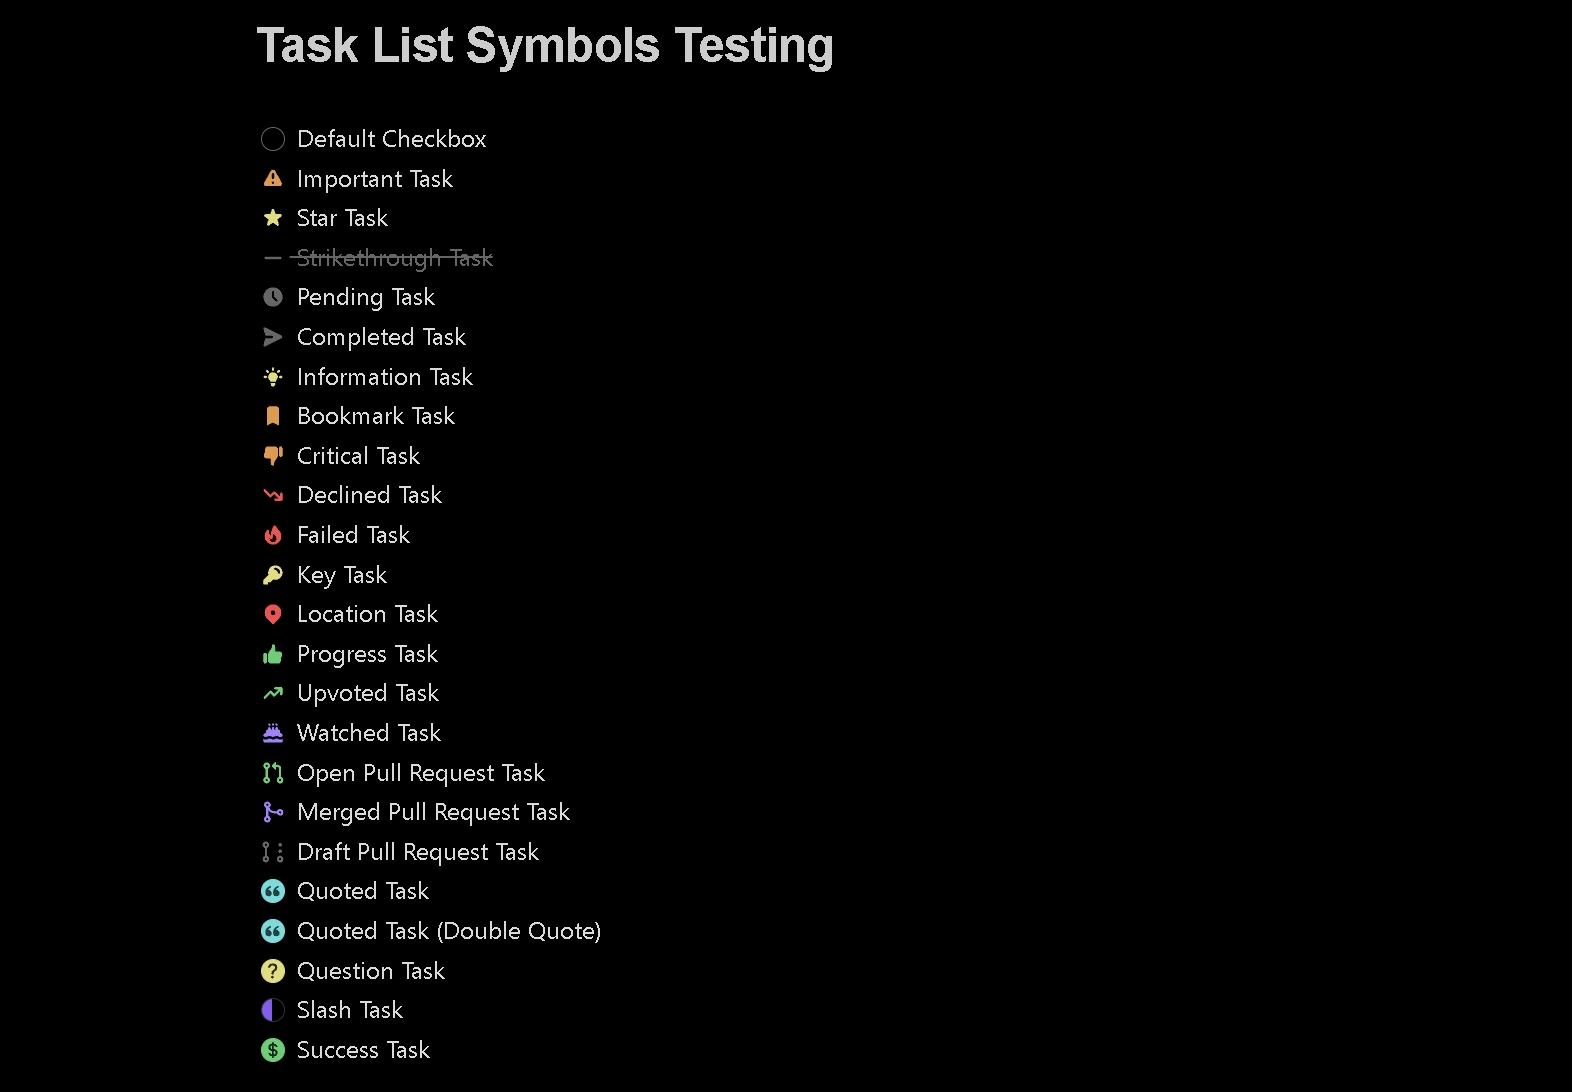 Task List Symbols Testing
Default Checkbox
Important Task
Star Task
Strikethrough Task
Pending Task
Completed Task
Information Task
Bookmark Task
Critical Task
Declined Task
Failed Task
Key Task
Location Task
Progress Task
Upvoted Task
Watched Task
Open Pull Request Task
Merged Pull Request Task
Draft Pull Request Task
Quoted Task
Quoted Task (Double Quote)
Question Task
Slash Task
Success Task